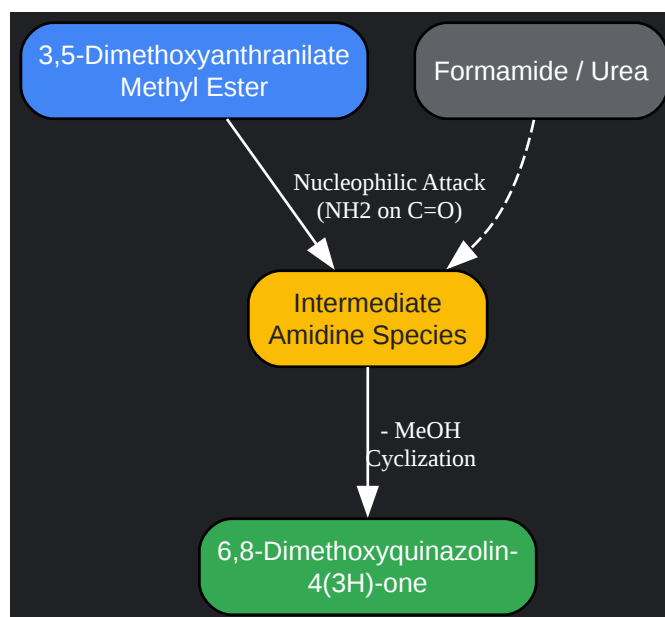 3,5-Dimethoxyanthranilate
Methyl Ester
Formamide / Urea
Nucleophilic Attack
(NH2 on C=O)
Intermediate
Amidine Species
- MeOH
Cyclization
6,8-Dimethoxyquinazolin-
4(3H)-one